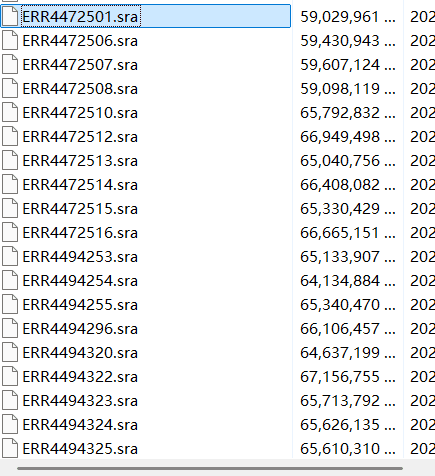 ERR4472501.sra 59,029,961 ... 202
ERR4472506.sra 59,430,943 ... 202
ERR4472507.sra 59,607,124 ... 202
ERR4472508.sra 59,098,119 ... 202
ERR4472510.sra 65,792,832 ... 202
ERR4472512.sra 66,949,498 ... 202
ERR4472513.sra 65,040,756 ... 202
ERR4472514.sra 66,408,082 ... 202
ERR4472515.sra 65,330,429 ... 202
ERR4472516.sra 66,665,151 ... 202
ERR4494253.sra 65,133,907 ... 202
ERR4494254.sra 64,134,884 ... 202
ERR4494255.sra 65,340,470 ... 202
ERR4494296.sra 66,106,457 ... 202
ERR4494320.sra 64,637,199 ... 202
ERR4494322.sra 67,156,755 ... 202
ERR4494323.sra 65,713,792 ... 202
ERR4494324.sra 65,626,135 ... 202
ERR4494325.sra 65,610,310 ... 202